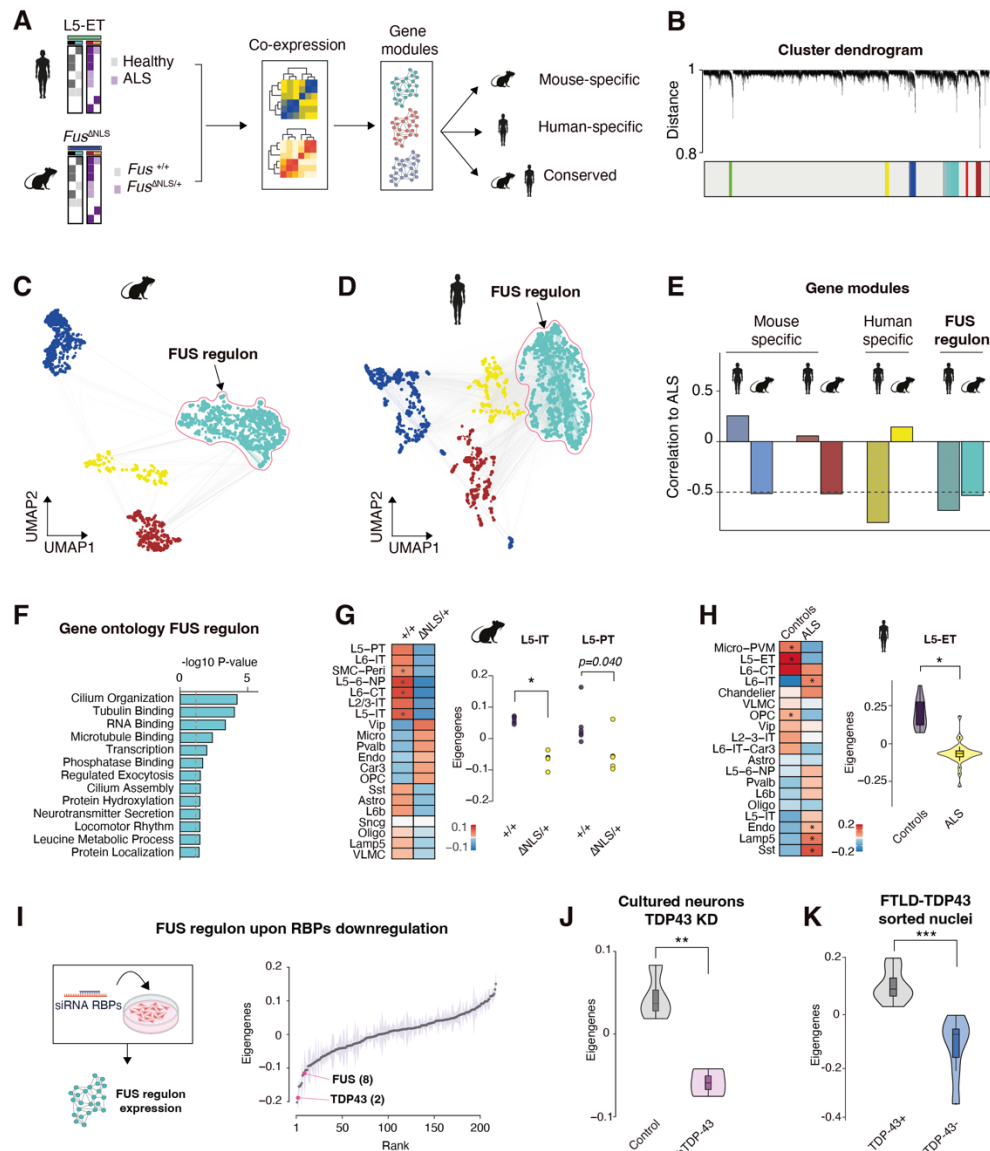 A
L5-ET
Healthy
ALS
Fus ΔNLS
Fus +/+
Fus ΔNLS/+
Co-expression
Gene
modules
Mouse-specific
Human-specific
Conserved
B
Cluster dendrogram
Distance
1
0.8
C
FUS regulon
UMAP2
UMAP1
D
FUS regulon
UMAP2
UMAP1
E
Gene modules
Mouse
specific
Human
specific
FUS
regulon
Correlation to ALS
0.5
0
-0.5
F
Gene ontology FUS regulon
-log10 P-value
0 5
Cilium Organization
Tubulin Binding
RNA Binding
Microtubule Binding
Transcription
Phosphatase Binding
Regulated Exocytosis
Cilium Assembly
Protein Hydroxylation
Neurotransmitter Secretion
Locomotor Rhythm
Leucine Metabolic Process
Protein Localization
G
+/+
ΔNLS/+
L5-PT
L6-IT
SMC-Peri *
L5-6-NP *
L6-CT *
L2/3-IT
L5-IT *
Vip
Micro
Pvalb
Endo
Car3
OPC
Sst
Astro
L6b
Sncg
Oligo
Lamp5
VLMC
0.1
-0.1
L5-IT
L5-PT
*
p=0.040
Eigengenes
0.2
0.1
0
-0.1
-0.2
+/+
ΔNLS/+
+/+
ΔNLS/+
H
Controls
ALS
Micro-PVM *
L5-ET *
L6-CT
L6-IT *
Chandelier
VLMC
OPC *
Vip
L2-3-IT
L6-IT-Car3
Astro
L5-6-NP
Pvalb
L6b
Oligo
L5-IT
Endo *
Lamp5 *
Sst *
0.2
-0.2
L5-ET
*
Eigengenes
0.25
0
-0.25
Controls
ALS
I
FUS regulon upon RBPs downregulation
siRNA RBPs
FUS regulon
expression
Eigengenes
0.2
0.1
0
-0.1
-0.2
FUS (8)
TDP43 (2)
1 50 100 150 200
Rank
J
Cultured neurons
TDP43 KD
**
Eigengenes
0.1
0
-0.1
Control
TDP-43
K
FTLD-TDP43
sorted nuclei
***
Eigengenes
0.2
0
-0.2
-0.4
TDP-43+
TDP-43-